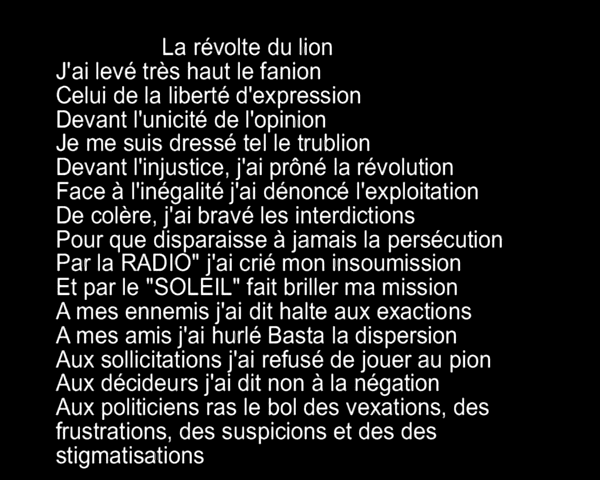 La révolte du lion
J'ai levé très haut le fanion
Celui de la liberté d'expression
Devant l'unicité de l'opinion
Je me suis dressé tel le trublion
Devant l'injustice, j'ai prôné la révolution
Face à l'inégalité j'ai dénoncé l'exploitation
De colère, j'ai bravé les interdictions
Pour que disparaisse à jamais la persécution
Par la RADIO" j'ai crié mon insoumission
Et par le "SOLEIL" fait briller ma mission
A mes ennemis j'ai dit halte aux exactions
A mes amis j'ai hurlé Basta la dispersion
Aux sollicitations j'ai refusé de jouer au pion
Aux décideurs j'ai dit non à la négation
Aux politiciens ras le bol des vexations, des
frustrations, des suspicions et des des
stigmatisations